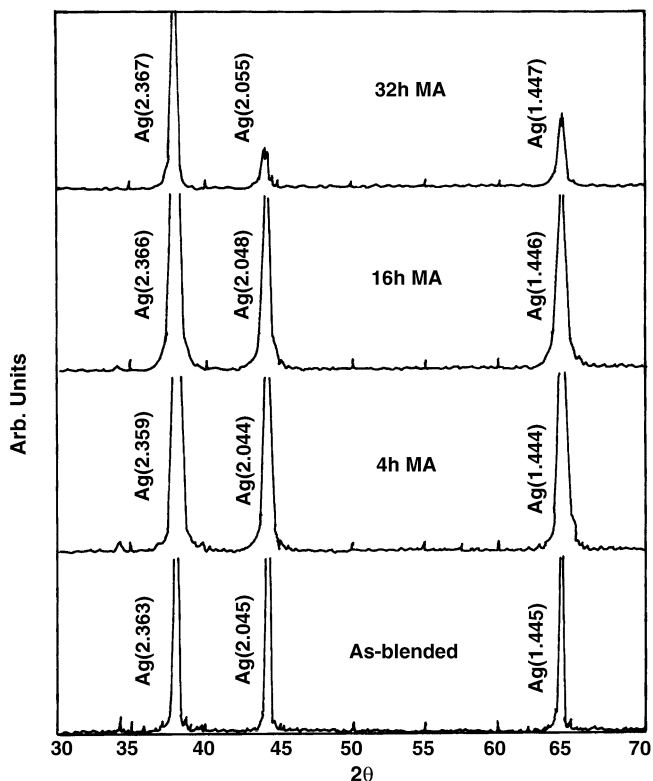 Ag(2.367)
Ag(2.055)
32h MA
Ag(1.447)
Ag(2.366)
Ag(2.048)
16h MA
Ag(1.446)
Arb. Units
Ag(2.359)
Ag(2.044)
4h MA
Ag(1.444)
Ag(2.363)
Ag(2.045)
As-blended
Ag(1.445)
30 35 40 45 50 55 60 65 70
2θ